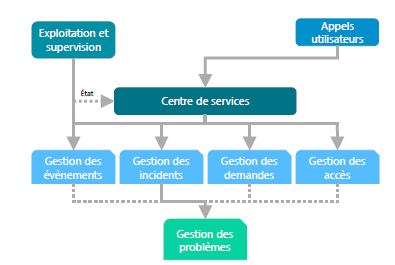 Exploitation et
supervision
Appels
utilisateurs
État
Centre de services
Gestion des
évènements
Gestion des
incidents
Gestion des
demandes
Gestion des
accès
Gestion des
problèmes